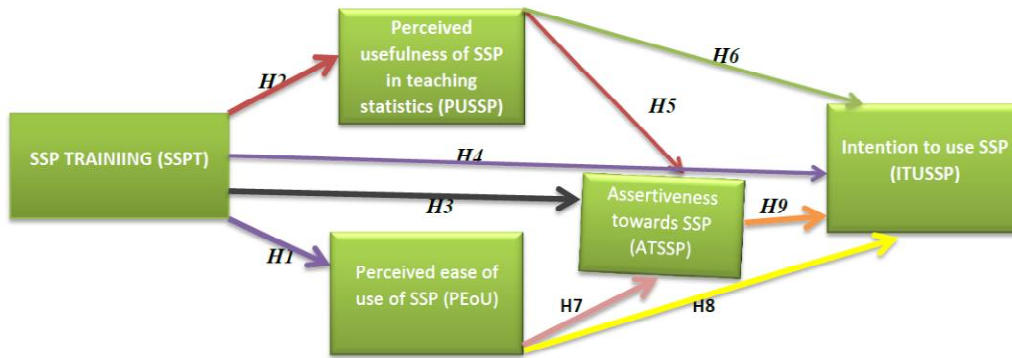 Perceived
usefulness of SSP
in teaching
statistics (PUSSP)
H6
H2
H5
SSP TRAINIING (SSPT)
H4
Intention to use SSP
(ITUSSP)
H3
Assertiveness
towards SSP
(ATSSP)
H9
H1
Perceived ease of
use of SSP (PEoU)
H7
H8